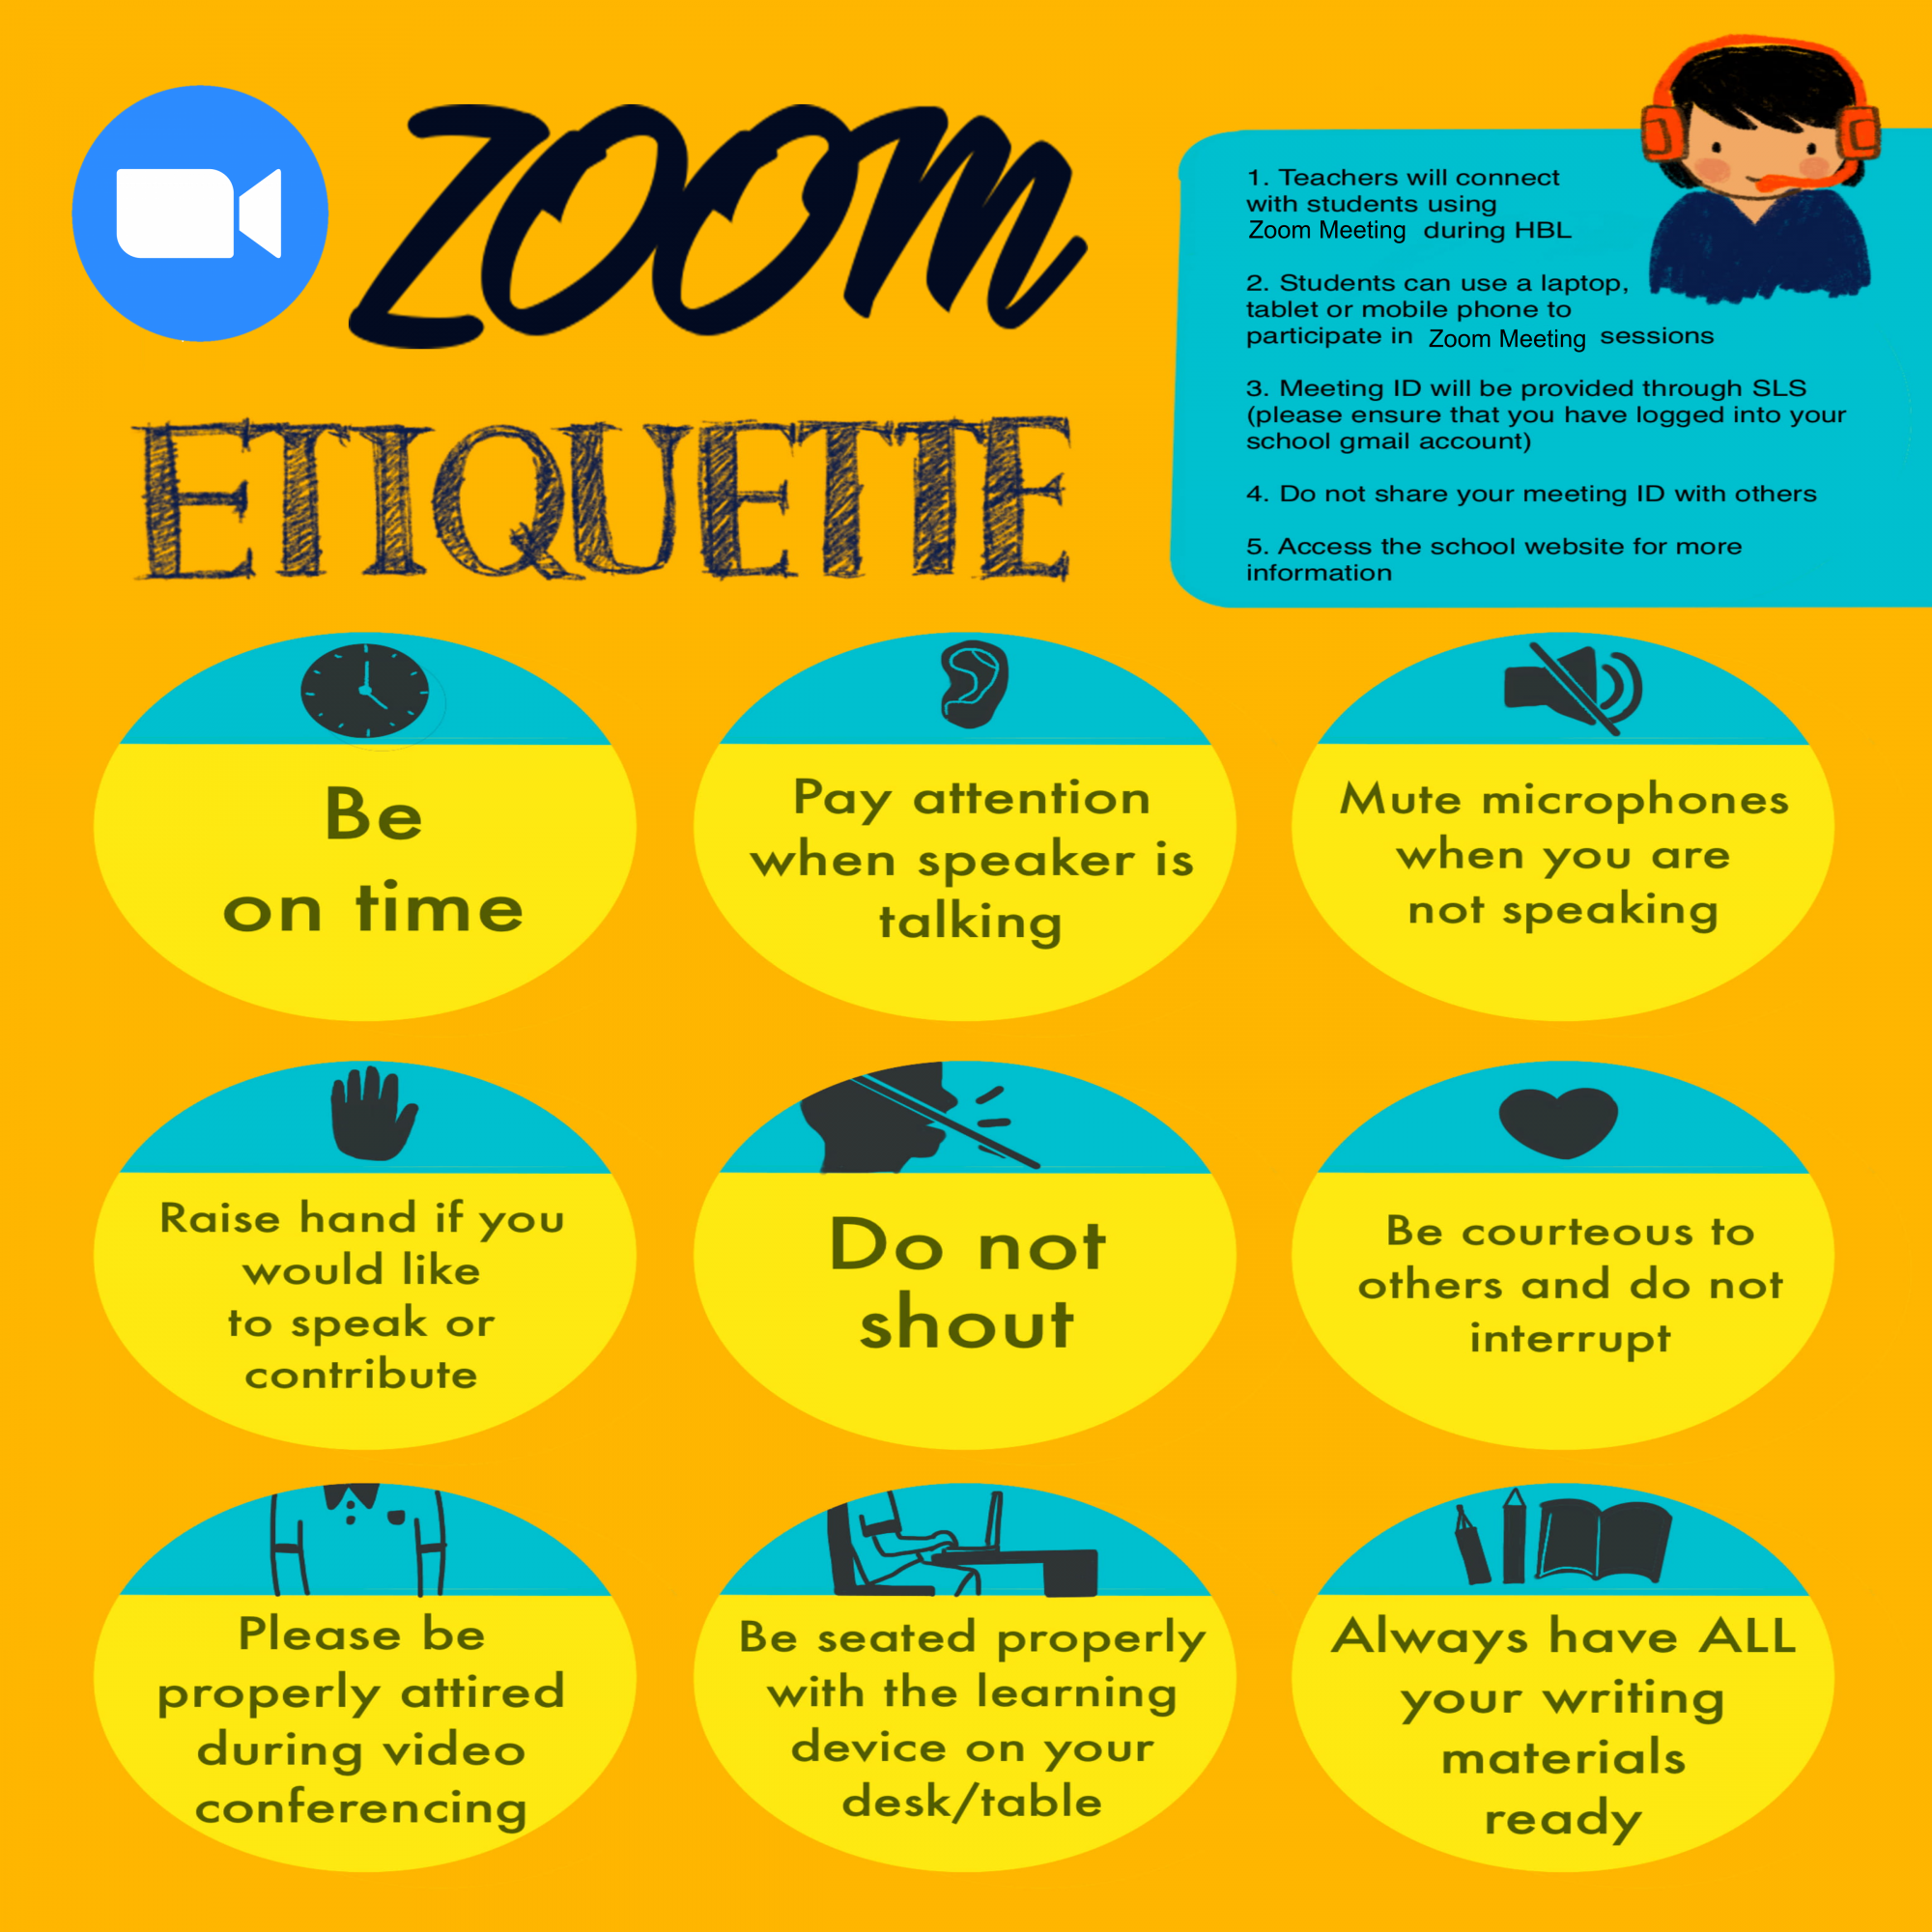 ZOOM
ETIQUETTE
1. Teachers will connect
with students using
Zoom Meeting during HBL
2. Students can use a laptop,
tablet or mobile phone to
participate in Zoom Meeting sessions
3. Meeting ID will be provided through SLS
(please ensure that you have logged into your
school gmail account)
4. Do not share your meeting ID with others
5. Access the school website for more
information
Be
on time
Pay attention
when speaker is
talking
Mute microphones
when you are
not speaking
Raise hand if you
would like
to speak or
contribute
Do not
shout
Be courteous to
others and do not
interrupt
Please be
properly attired
during video
conferencing
Be seated properly
with the learning
device on your
desk/table
Always have ALL
your writing
materials
ready